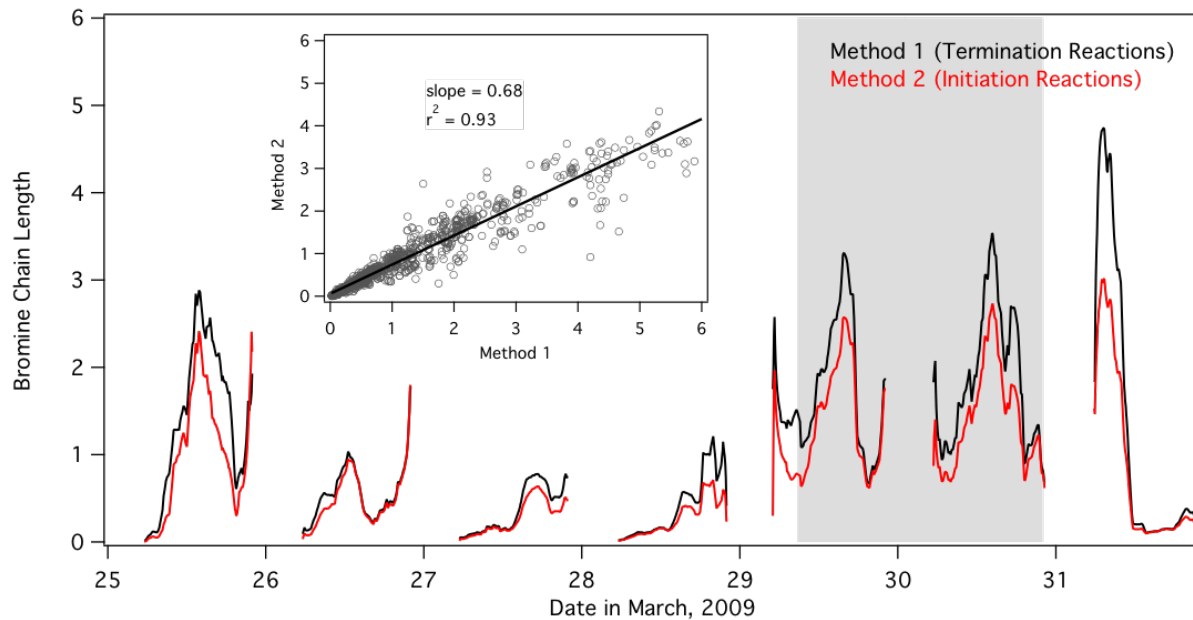 Method 1 (Termination Reactions)
Method 2 (Initiation Reactions)
slope = 0.68
r² = 0.93
6
5
4
3
2
1
0
Method 2
0 1 2 3 4 5 6
Method 1
6
5
4
3
2
1
0
Bromine Chain Length
25 26 27 28 29 30 31
Date in March, 2009